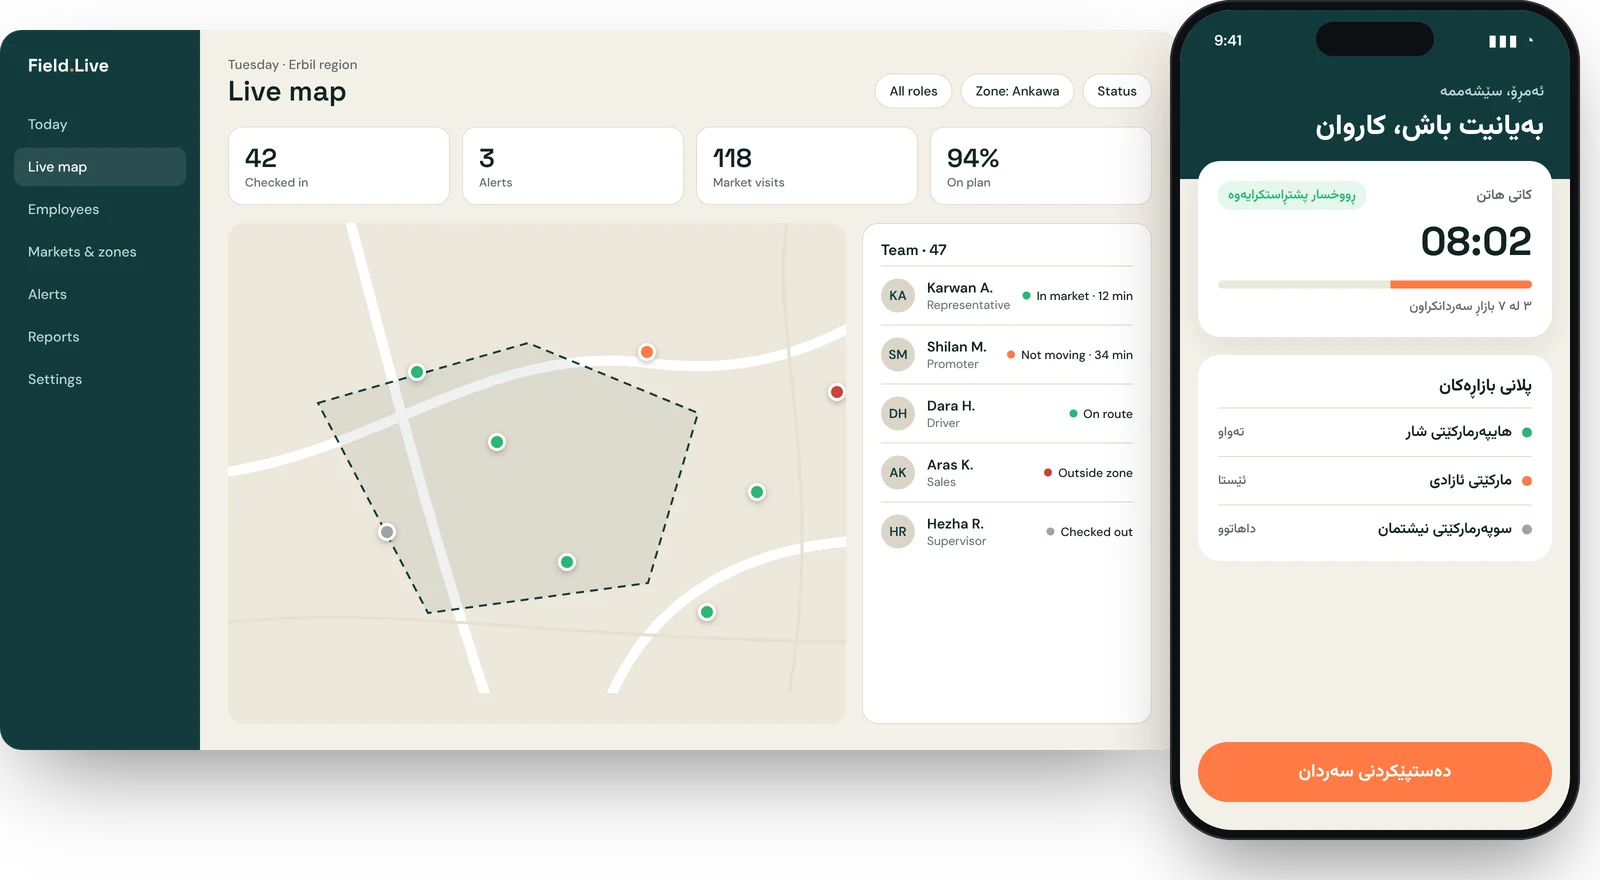 Field.Live
Today
Live map
Employees
Markets & zones
Alerts
Reports
Settings
Tuesday · Erbil region
Live map
All roles
Zone: Ankawa
Status
42
Checked in
3
Alerts
118
Market visits
94%
On plan
Team · 47
KA
Karwan A.
Representative
In market · 12 min
SM
Shilan M.
Promoter
Not moving · 34 min
DH
Dara H.
Driver
On route
AK
Aras K.
Sales
Outside zone
HR
Hezha R.
Supervisor
Checked out
9:41
ئەمڕۆ، سێشەممە
بەیانیت باش، کاروان
کاتی هاتن
ڕووخسار پشتڕاستکرایەوە
08:02
٣ لە ٧ بازاڕ سەردانکراون
پلانی بازاڕەکان
هایپەرمارکێتی شار
تەواو
مارکێتی ئازادی
ئێستا
سوپەرمارکێتی نیشتمان
داهاتوو
دەستپێکردنی سەردان